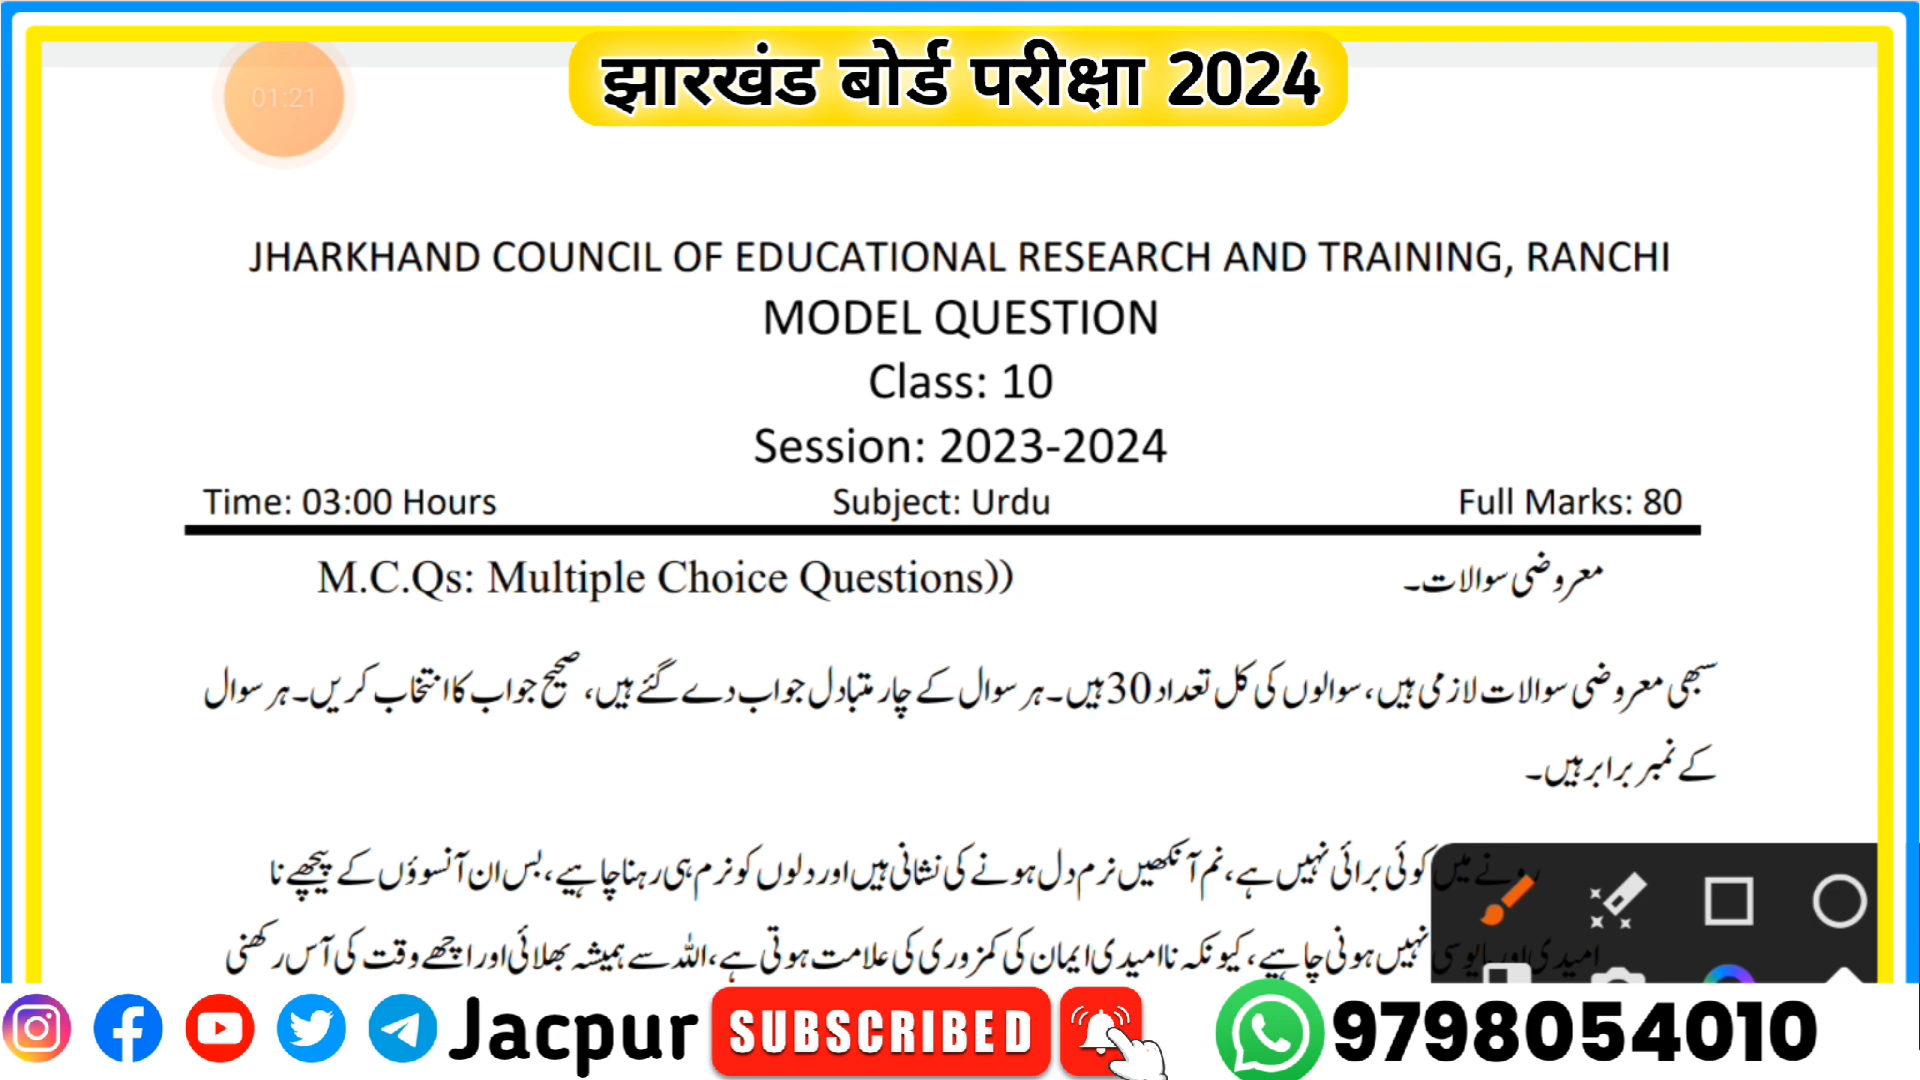 झारखंड बोर्ड परीक्षा 2024
01:21
JHARKHAND COUNCIL OF EDUCATIONAL RESEARCH AND TRAINING, RANCHI
MODEL QUESTION
Class: 10
Session: 2023-2024
Time: 03:00 Hours Subject: Urdu Full Marks: 80
M.C.Qs: Multiple Choice Questions)) معروضی سوالات۔
سبھی معروضی سوالات لازمی ہیں، سوالوں کی کل تعداد 30 ہیں۔ ہر سوال کے چار متبادل جواب دے گئے ہیں، صحیح جواب کا انتخاب کریں۔ ہر سوال
کے نمبر برابر ہیں۔
رونے میں کوئی برائی نہیں ہے، نم آنکھیں نرم دل ہونے کی نشانی ہیں اور دلوں کو نرم ہی رہنا چاہیے، بس ان آنسوؤں کے پیچھے نا
امیدی اور مایوسی نہیں ہونی چاہیے، کیونکہ ناامیدی ایمان کی کمزوری کی علامت ہوتی ہے، اللہ سے ہمیشہ بھلائی اور اچھے وقت کی آس رکھنی
Jacpur SUBSCRIBED 9798054010